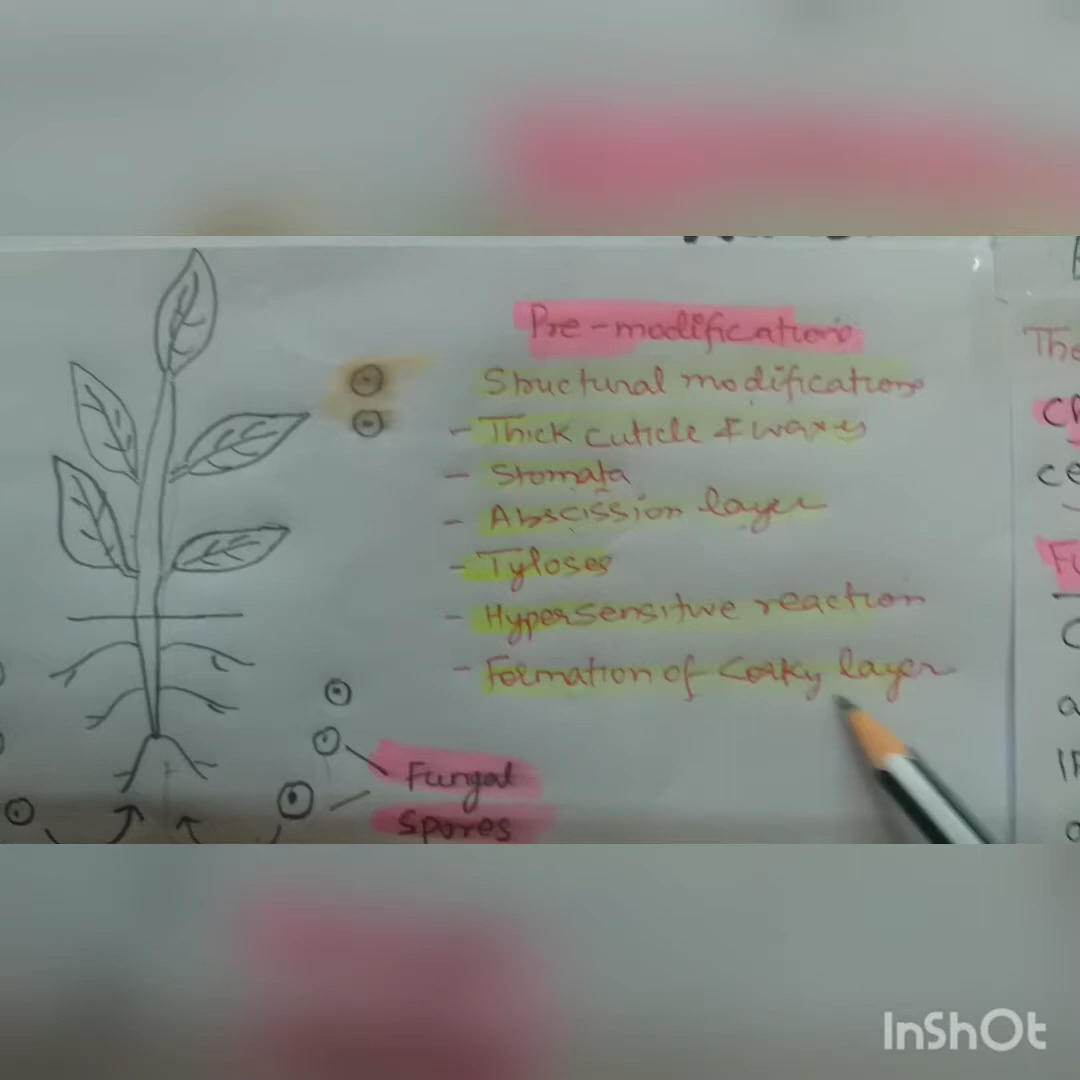 Pre-modifications
Structural modifications
- Thick cuticle & waxes
- Stomata
- Abscission layer
- Tyloses
- Hypersensitive reaction
- Formation of Corky layer
Fungal
Spores
InShOt